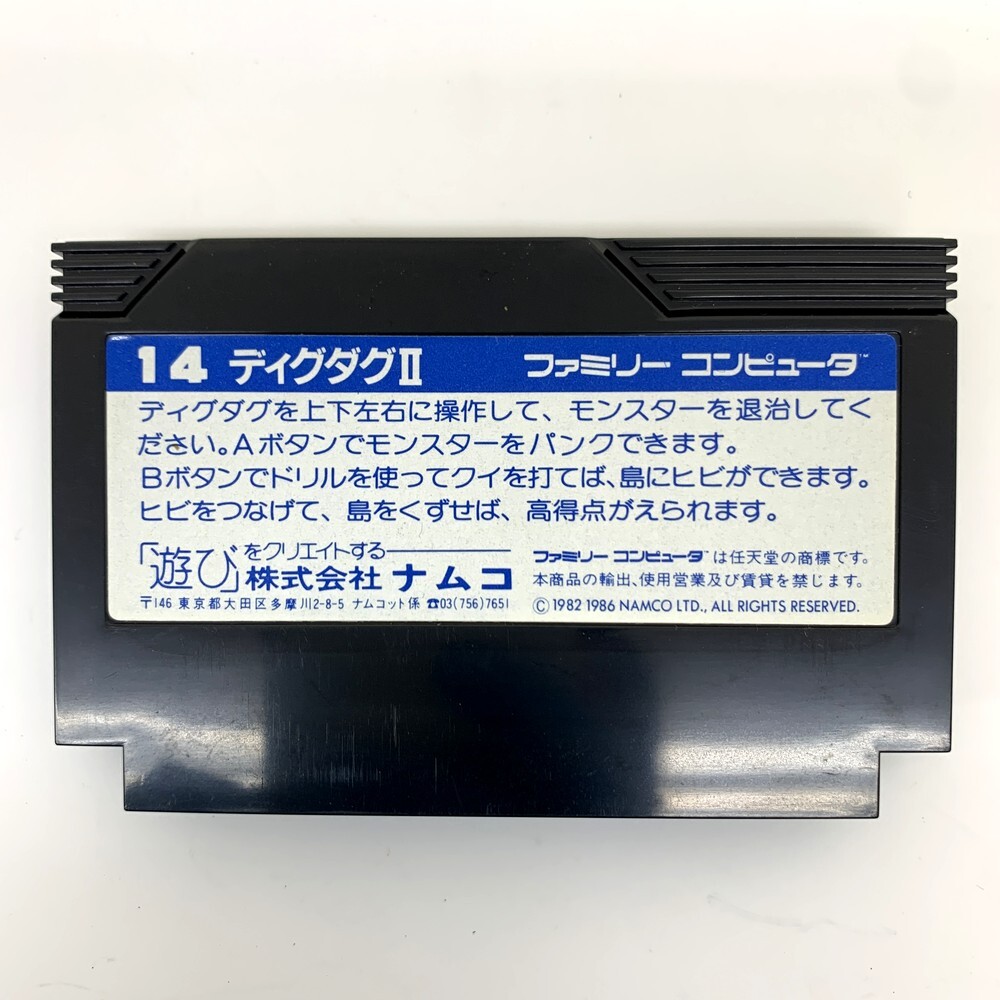 14 ディグダグII ファミリー コンピュータ™
ディグダグを上下左右に操作して、モンスターを退治してく
ださい。Aボタンでモンスターをパンクできます。
Bボタンでドリルを使ってクイを打てば、島にヒビができます。
ヒビをつなげて、島をくずせば、高得点がえられます。
「遊び」をクリエイトする
株式会社 ナムコ
〒146 東京都大田区多摩川2-8-5 ナムコット係 ☎03(756)7651
ファミリー コンピュータ™は任天堂の商標です。
本商品の輸出、使用営業及び賃貸を禁じます。
© 1982 1986 NAMCO LTD., ALL RIGHTS RESERVED.